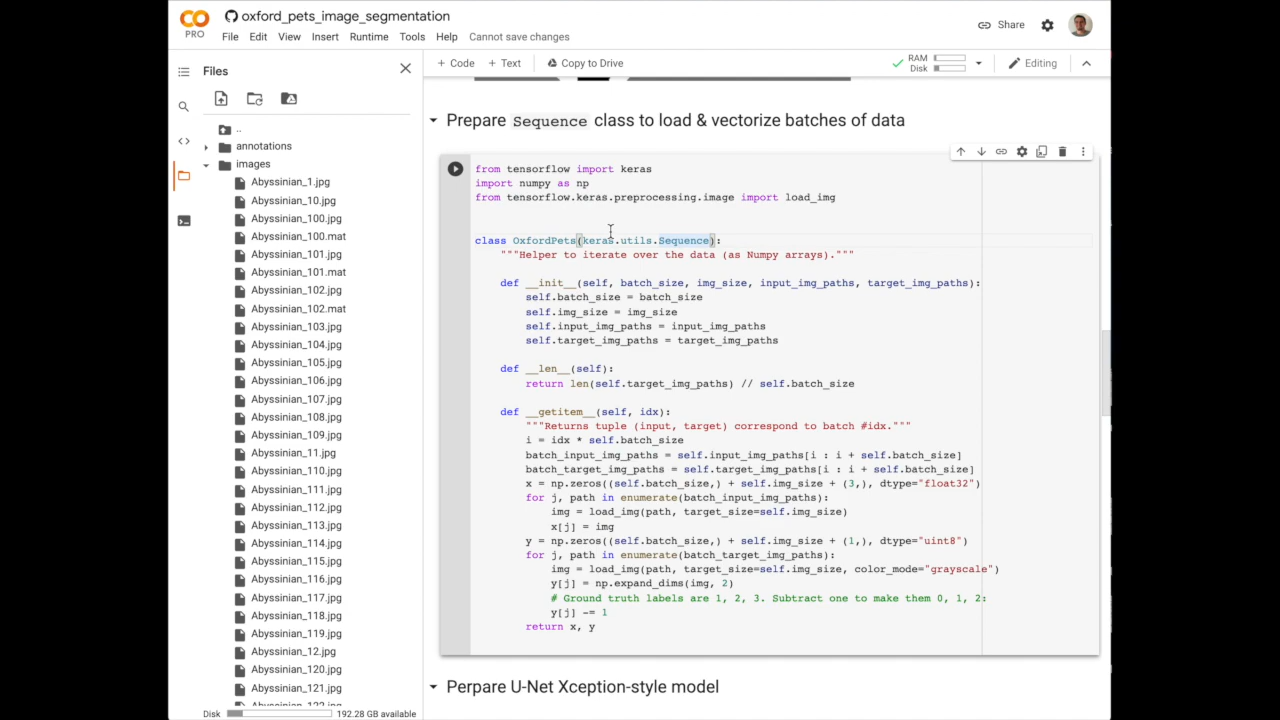 oxford_pets_image_segmentation
PRO
File Edit View Insert Runtime Tools Help Cannot save changes
Share
Files
+ Code + Text Copy to Drive
RAM
Disk
Editing
..
annotations
images
Abyssinian_1.jpg
Abyssinian_10.jpg
Abyssinian_100.jpg
Abyssinian_100.mat
Abyssinian_101.jpg
Abyssinian_101.mat
Abyssinian_102.jpg
Abyssinian_102.mat
Abyssinian_103.jpg
Abyssinian_104.jpg
Abyssinian_105.jpg
Abyssinian_106.jpg
Abyssinian_107.jpg
Abyssinian_108.jpg
Abyssinian_109.jpg
Abyssinian_11.jpg
Abyssinian_110.jpg
Abyssinian_111.jpg
Abyssinian_112.jpg
Abyssinian_113.jpg
Abyssinian_114.jpg
Abyssinian_115.jpg
Abyssinian_116.jpg
Abyssinian_117.jpg
Abyssinian_118.jpg
Abyssinian_119.jpg
Abyssinian_12.jpg
Abyssinian_120.jpg
Abyssinian_121.jpg
Disk 192.28 GB available
Prepare Sequence class to load & vectorize batches of data
from tensorflow import keras
import numpy as np
from tensorflow.keras.preprocessing.image import load_img
class OxfordPets(keras.utils.Sequence):
"""Helper to iterate over the data (as Numpy arrays)."""
def __init__(self, batch_size, img_size, input_img_paths, target_img_paths):
self.batch_size = batch_size
self.img_size = img_size
self.input_img_paths = input_img_paths
self.target_img_paths = target_img_paths
def __len__(self):
return len(self.target_img_paths) // self.batch_size
def __getitem__(self, idx):
"""Returns tuple (input, target) correspond to batch #idx."""
i = idx * self.batch_size
batch_input_img_paths = self.input_img_paths[i : i + self.batch_size]
batch_target_img_paths = self.target_img_paths[i : i + self.batch_size]
x = np.zeros((self.batch_size,) + self.img_size + (3,), dtype="float32")
for j, path in enumerate(batch_input_img_paths):
img = load_img(path, target_size=self.img_size)
x[j] = img
y = np.zeros((self.batch_size,) + self.img_size + (1,), dtype="uint8")
for j, path in enumerate(batch_target_img_paths):
img = load_img(path, target_size=self.img_size, color_mode="grayscale")
y[j] = np.expand_dims(img, 2)
# Ground truth labels are 1, 2, 3. Subtract one to make them 0, 1, 2:
y[j] -= 1
return x, y
Perpare U-Net Xception-style model